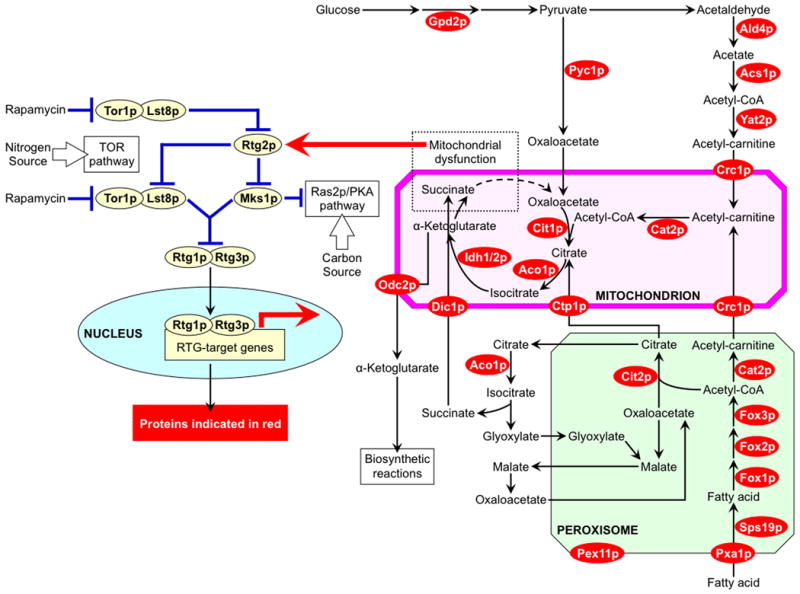 Glucose
Gpd2p
Pyruvate
Acetaldehyde
Ald4p
Acetate
Acs1p
Acetyl-CoA
Yat2p
Acetyl-carnitine
Crc1p
Pyc1p
Oxaloacetate
Rapamycin
Tor1p
Lst8p
Rtg2p
Nitrogen
Source
TOR
pathway
Mitochondrial
dysfunction
Rapamycin
Tor1p
Lst8p
Mks1p
Ras2p/PKA
pathway
Carbon
Source
Rtg1p
Rtg3p
NUCLEUS
Rtg1p
Rtg3p
RTG-target genes
Proteins indicated in red
Succinate
Oxaloacetate
Acetyl-CoA
Cat2p
Acetyl-carnitine
α-Ketoglutarate
Cit1p
Citrate
Idh1/2p
Aco1p
Isocitrate
MITOCHONDRION
Odc2p
Dic1p
Ctp1p
Crc1p
α-Ketoglutarate
Biosynthetic
reactions
Citrate
Aco1p
Isocitrate
Succinate
Glyoxylate
Malate
Oxaloacetate
Citrate
Acetyl-carnitine
Cit2p
Cat2p
Acetyl-CoA
Oxaloacetate
Fox3p
Glyoxylate
Fox2p
Malate
Fox1p
Fatty acid
Sps19p
PEROXISOME
Pex11p
Pxa1p
Fatty acid